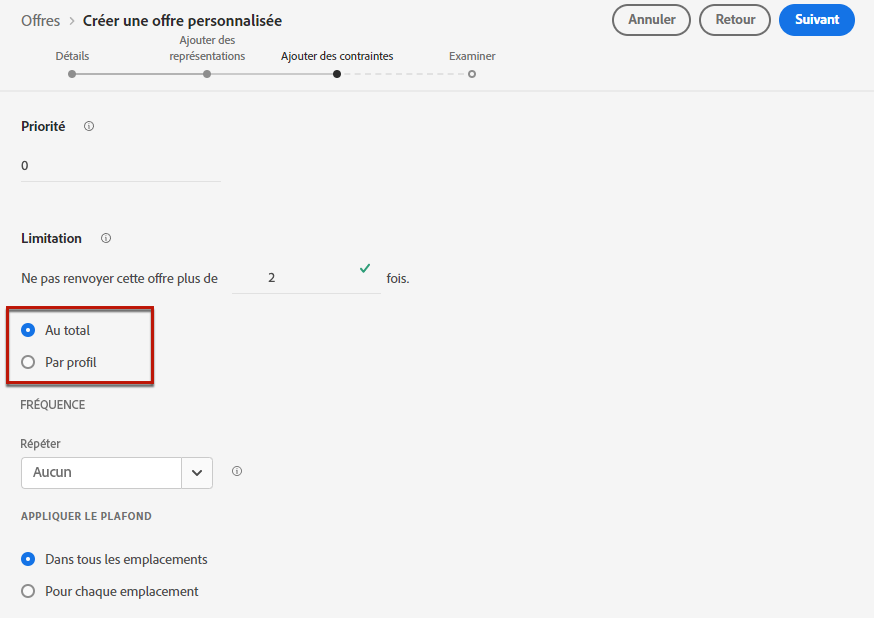 Offres > Créer une offre personnalisée
Annuler
Retour
Suivant
Détails
Ajouter des
représentations
Ajouter des contraintes
Examiner
Priorité
0
Limitation
Ne pas renvoyer cette offre plus de 2 fois.
Au total
Par profil
FRÉQUENCE
Répéter
Aucun
APPLIQUER LE PLAFOND
Dans tous les emplacements
Pour chaque emplacement